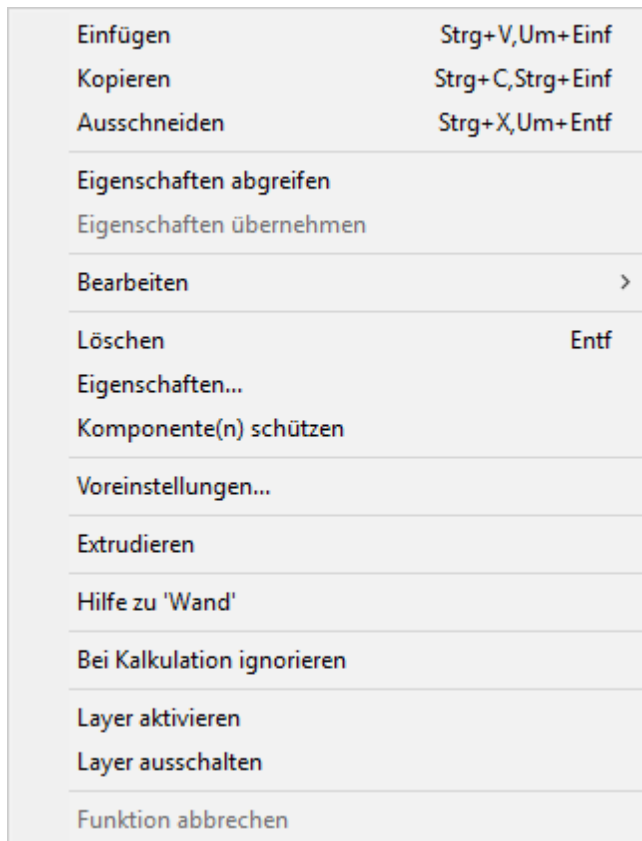 Einfügen Strg+V,Um+Einf
Kopieren Strg+C,Strg+Einf
Ausschneiden Strg+X,Um+Entf
Eigenschaften abgreifen
Eigenschaften übernehmen
Bearbeiten >
Löschen Entf
Eigenschaften...
Komponente(n) schützen
Voreinstellungen...
Extrudieren
Hilfe zu 'Wand'
Bei Kalkulation ignorieren
Layer aktivieren
Layer ausschalten
Funktion abbrechen